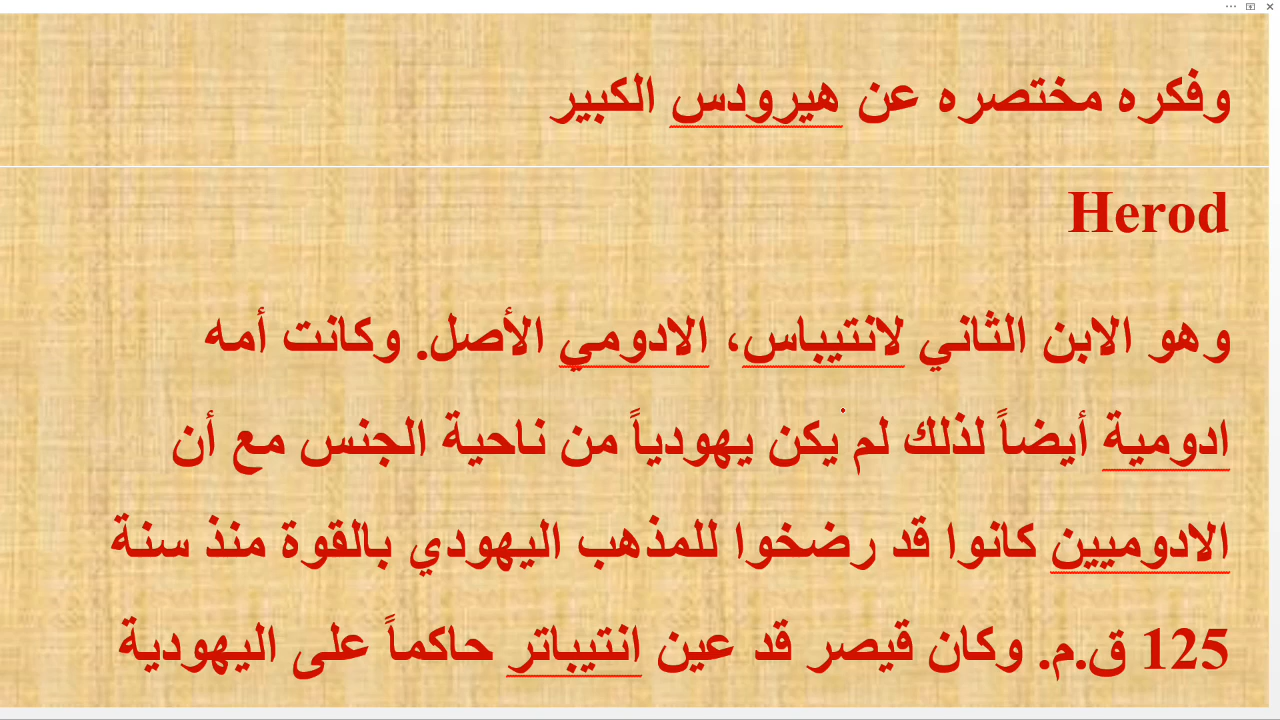 وفكره مختصره عن هيرودس الكبير
Herod
وهو الابن الثاني لانتيباس، الادومي الأصل. وكانت أمه
ادومية أيضاً لذلك لم يكن يهودياً من ناحية الجنس مع أن
الادوميين كانوا قد رضخوا للمذهب اليهودي بالقوة منذ سنة
125 ق.م. وكان قيصر قد عين انتيباتر حاكماً على اليهودية